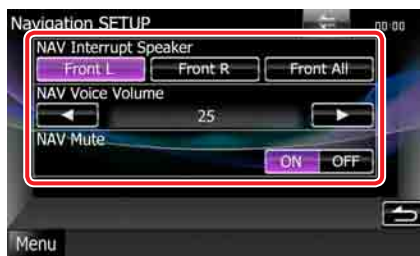 Navigation SETUP 00:00
NAV Interrupt Speaker
Front L Front R Front All
NAV Voice Volume
25
NAV Mute
ON OFF
Menu